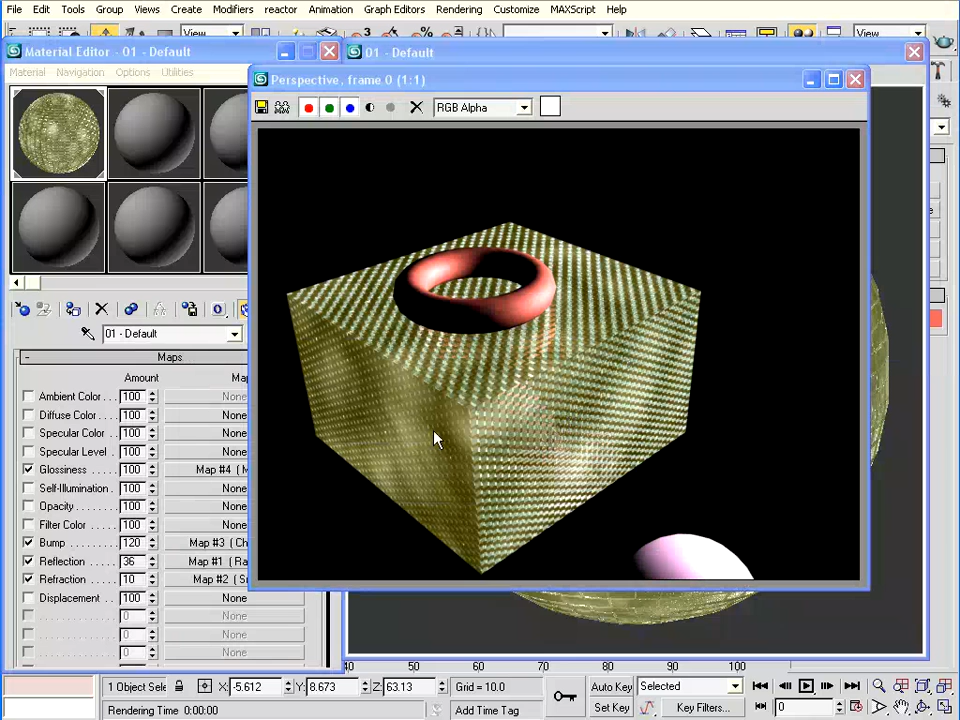 File Edit Tools Group Views Create Modifiers reactor Animation Graph Editors Rendering Customize MAXScript Help
View
View
Material Editor - 01 - Default
01 - Default
Material Navigation Options Utilities
Perspective, frame 0 (1:1)
RGB Alpha
01 - Default
- Maps
Amount
Ambient Color . . . 100 None
Diffuse Color . . . . 100 None
Specular Color . . . 100 None
Specular Level . . . 100 None
Glossiness . . . . . 100 Map #4 ( M
Self-Illumination . . . 100 None
Opacity . . . . . . . 100 None
Filter Color . . . . . 100 None
Bump . . . . . . . . 120 Map #3 ( Ch
Reflection . . . . . 36 Map #1 ( Ra
Refraction . . . . . 10 Map #2 ( S
Displacement . . . . 100 None
0 None
0 None
0 None
40 50 60 70 80 90 100
1 Object Sele X: -5.612 Y: 8.673 Z: 63.13 Grid = 10.0 Auto Key Selected
Rendering Time 0:00:00 Add Time Tag Set Key Key Filters... 0